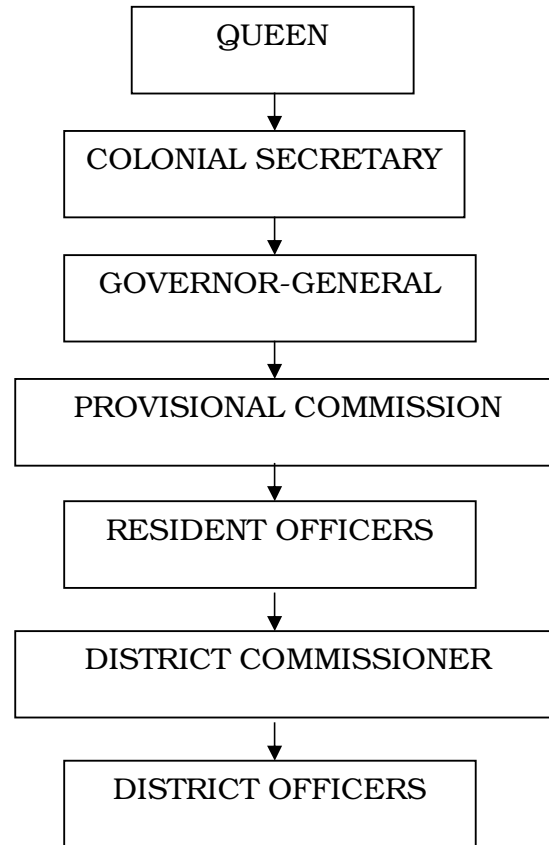 QUEEN
COLONIAL SECRETARY
GOVERNOR-GENERAL
PROVISIONAL COMMISSION
RESIDENT OFFICERS
DISTRICT COMMISSIONER
DISTRICT OFFICERS